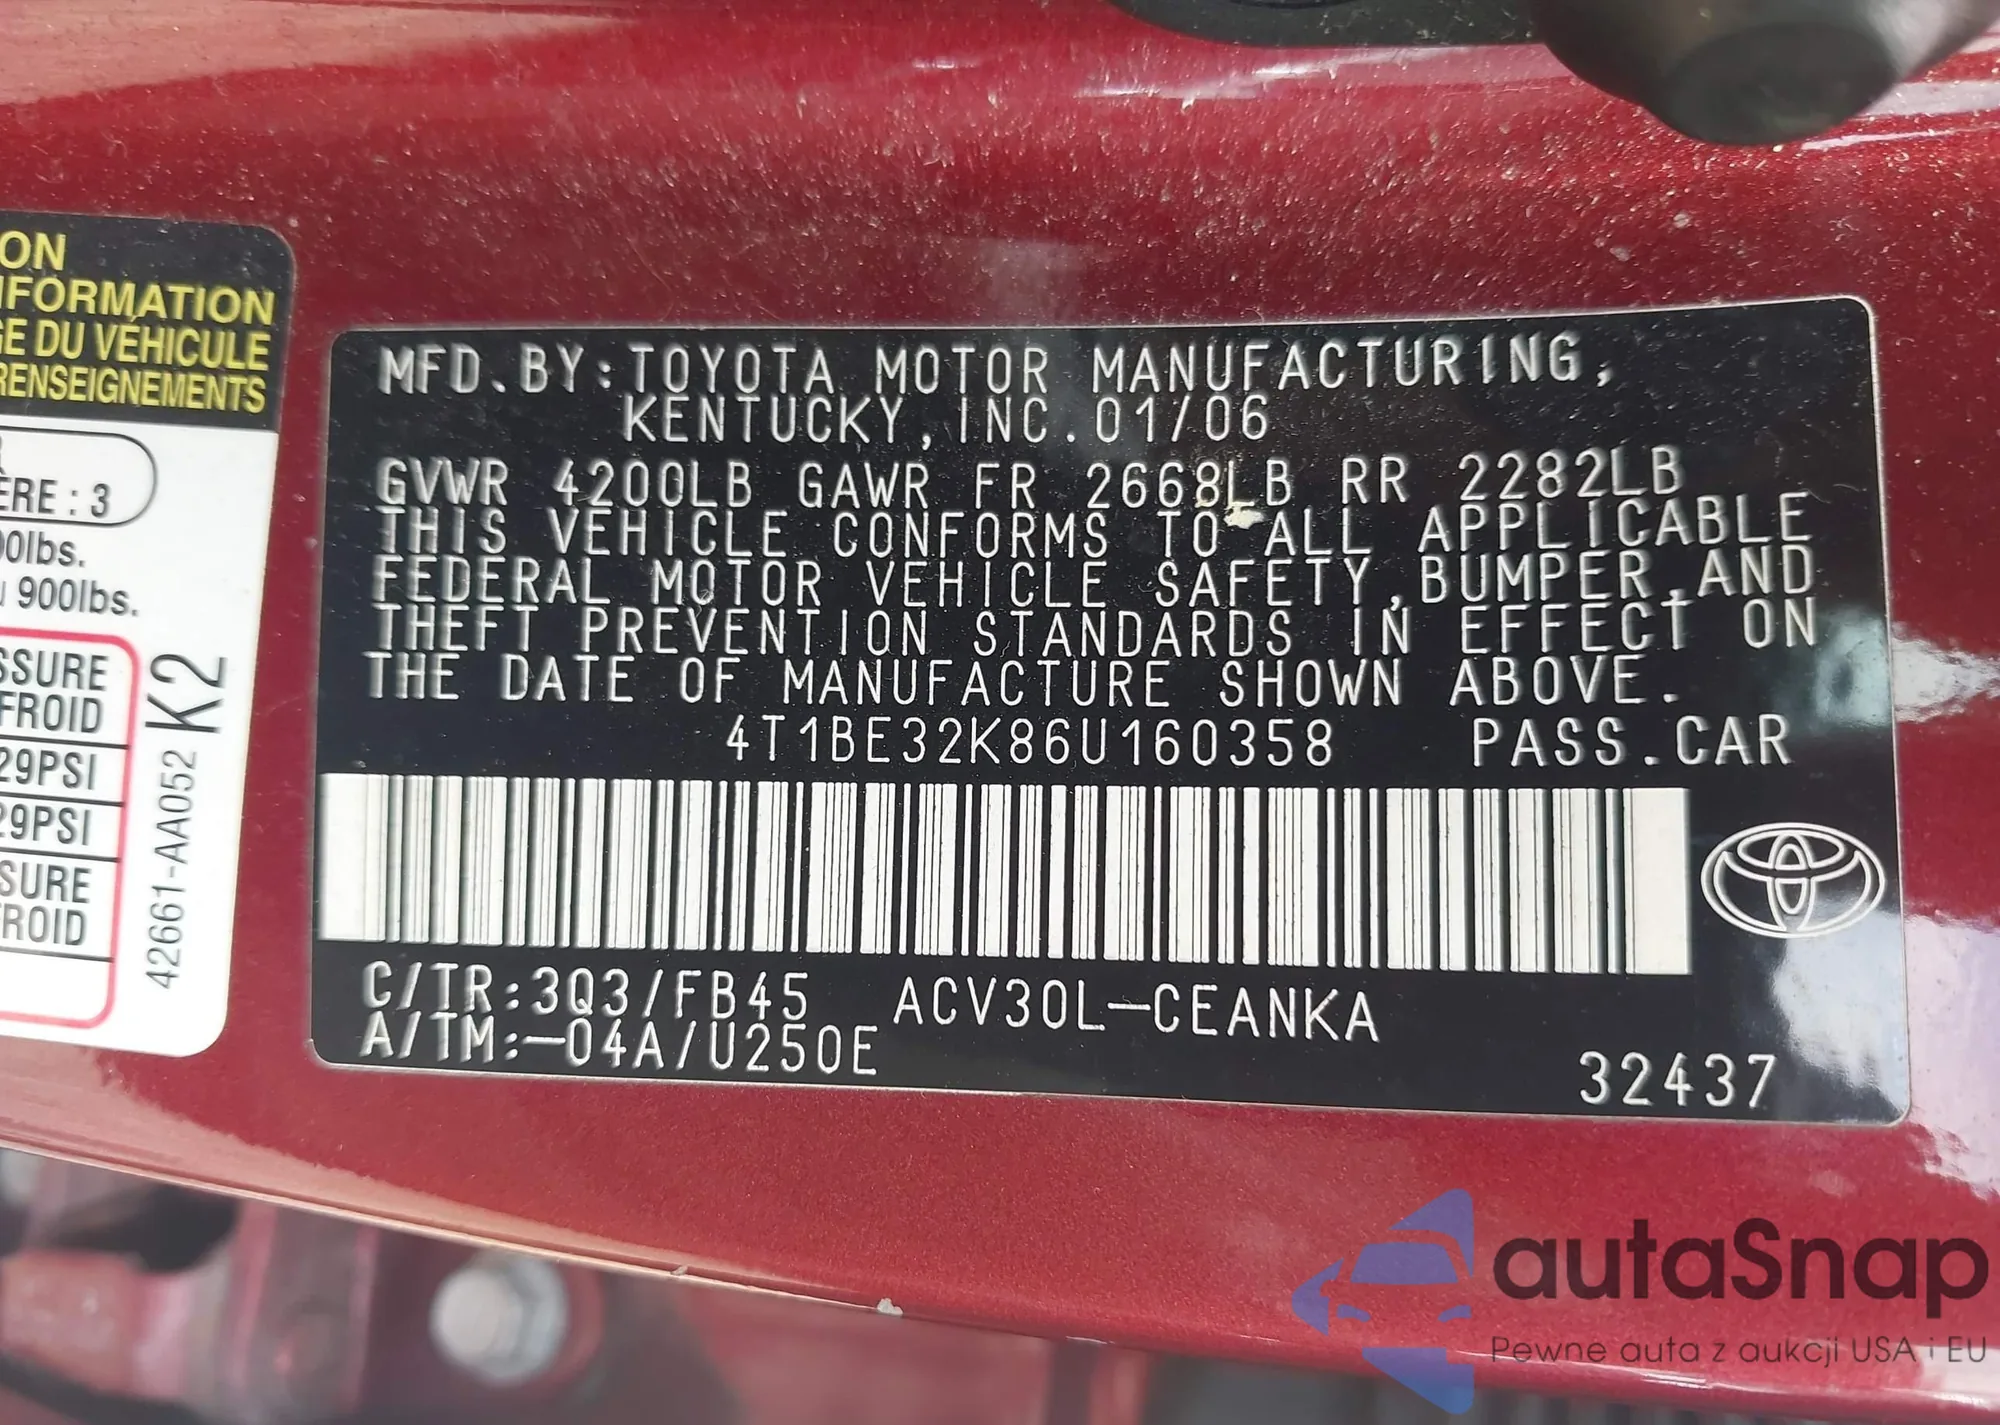 ON
NFORMATION
GE DU VÉHICULE
RENSEIGNEMENTS
ERE : 3
00lbs.
u 900lbs.
SSURE
FROID
29PSI
29PSI
SURE
FROID
42661-AA052 K2
MFD.BY:TOYOTA MOTOR MANUFACTURING,
KENTUCKY,INC.01/06
GVWR 4200LB GAWR FR 2668LB RR 2282LB
THIS VEHICLE CONFORMS TO ALL APPLICABLE
FEDERAL MOTOR VEHICLE SAFETY,BUMPER,AND
THEFT PREVENTION STANDARDS IN EFFECT ON
THE DATE OF MANUFACTURE SHOWN ABOVE.
4T1BE32K86U160358 PASS.CAR
C/TR:3Q3/FB45 ACV30L-CEANKA
A/TM:-04A/U250E
32437
autaSnap
Pewne auta z aukcji USA i EU